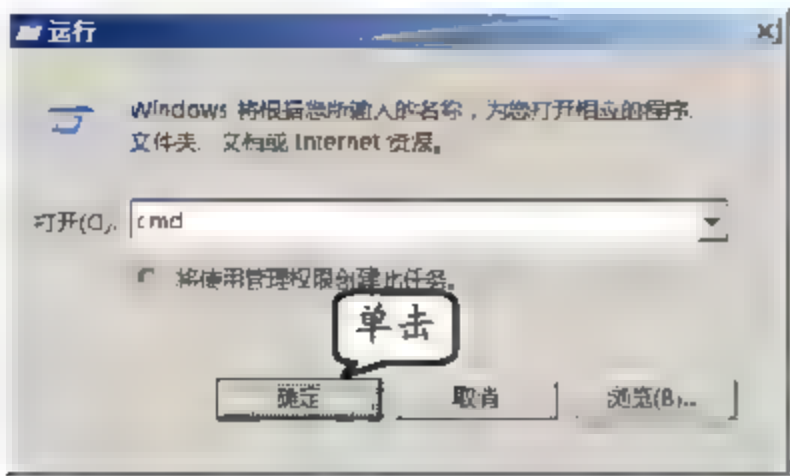 运行
Windows 将根据您所输入的名称，为您打开相应的程序、
文件夹、文档或 Internet 资源。
打开(O): cmd
将使用管理权限创建此任务。
单击
确定 取消 浏览(B)...